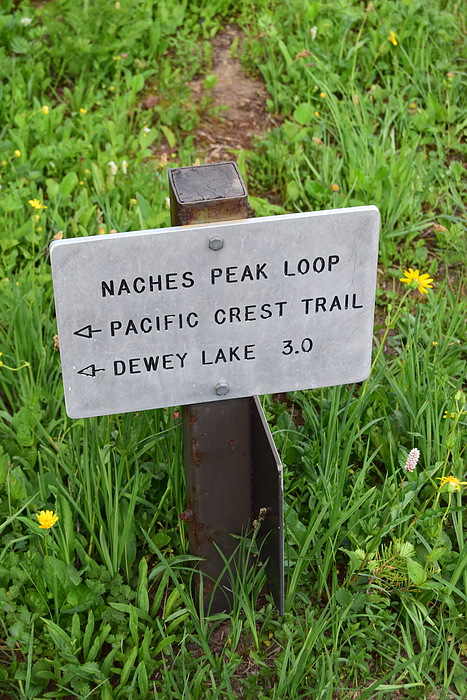 NACHES PEAK LOOP
← PACIFIC CREST TRAIL
← DEWEY LAKE 3.0